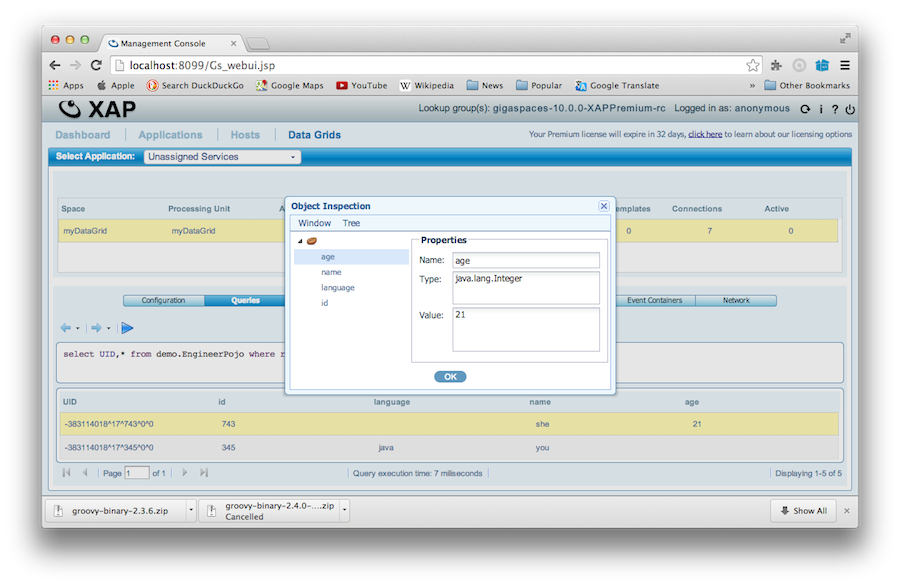 Management Console
localhost:8099/Gs_webui.jsp
Apps Apple Search DuckDuckGo Google Maps YouTube Wikipedia News Popular Google Translate » Other Bookmarks
XAP Lookup group(s): gigaspaces-10.0.0-XAPPremium-rc Logged in as: anonymous
Dashboard Applications Hosts Data Grids Your Premium license will expire in 32 days, click here to learn about our licensing options
Select Application: Unassigned Services
Space Processing Unit A emplates Connections Active
myDataGrid myDataGrid 0 7 0
Object Inspection
Window Tree
Properties
age
name
language
id
Name: age
Type: java.lang.Integer
Value: 21
OK
Configuration Queries Event Containers Network
select UID,* from demo.EngineerPojo where r
UID id language name age
-383114018^17^743^0^0 743 she 21
-383114018^17^345^0^0 345 java you
Page 1 of 1 Query execution time: 7 miliseconds Displaying 1-5 of 5
groovy-binary-2.3.6.zip groovy-binary-2.4.0-....zip Show All
Cancelled